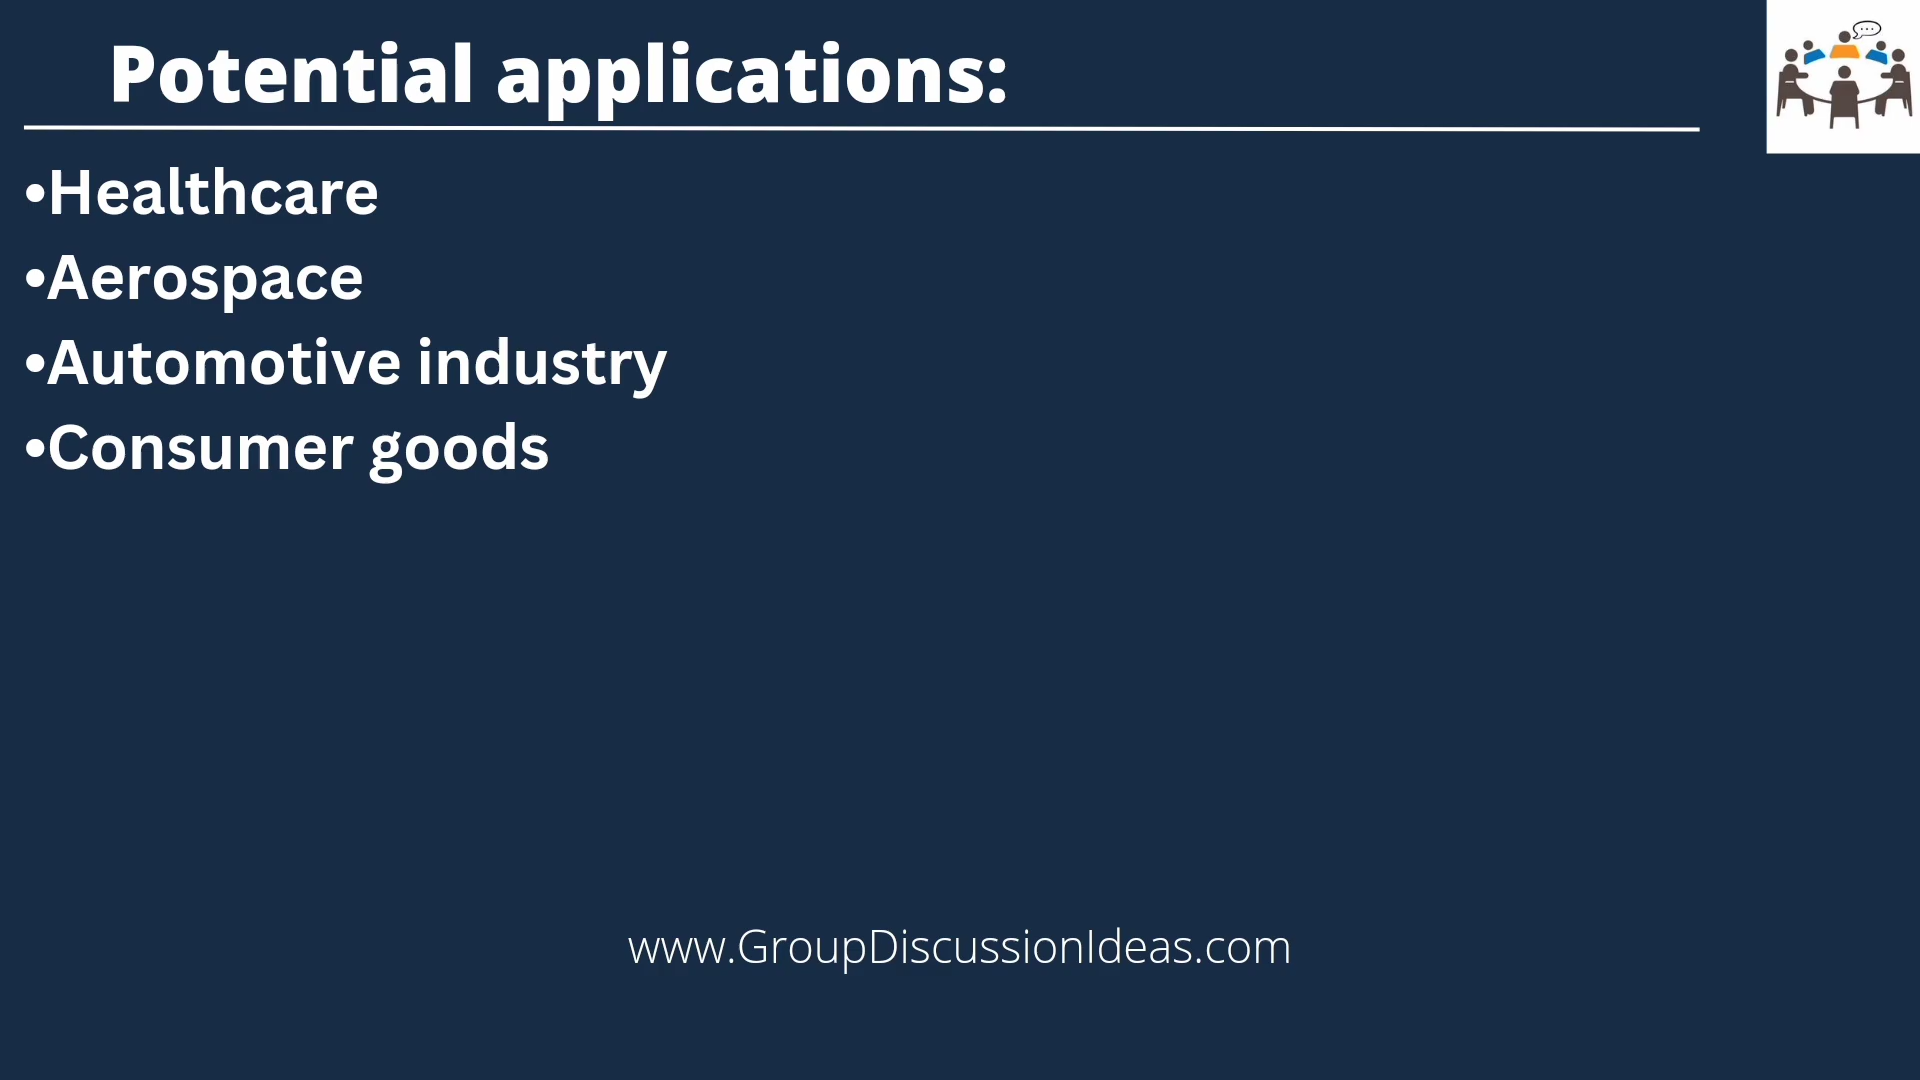 Potential applications:
•Healthcare
•Aerospace
•Automotive industry
•Consumer goods
www.GroupDiscussionIdeas.com